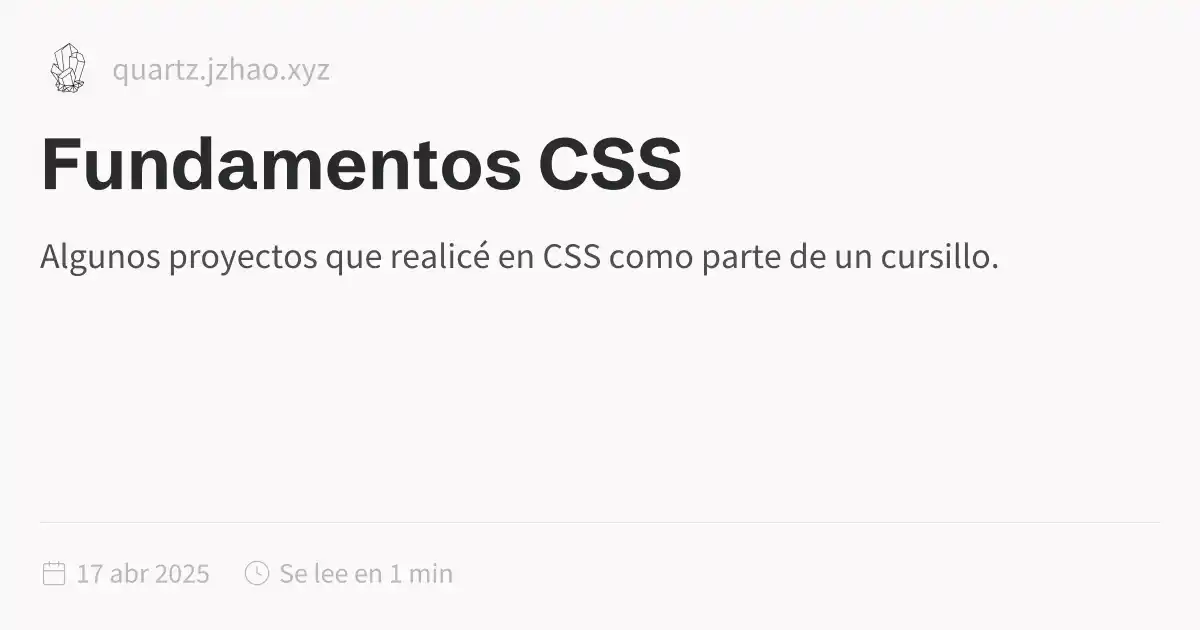 quartz.jzhao.xyz
Fundamentos CSS
Algunos proyectos que realicé en CSS como parte de un cursillo.
17 abr 2025 Se lee en 1 min